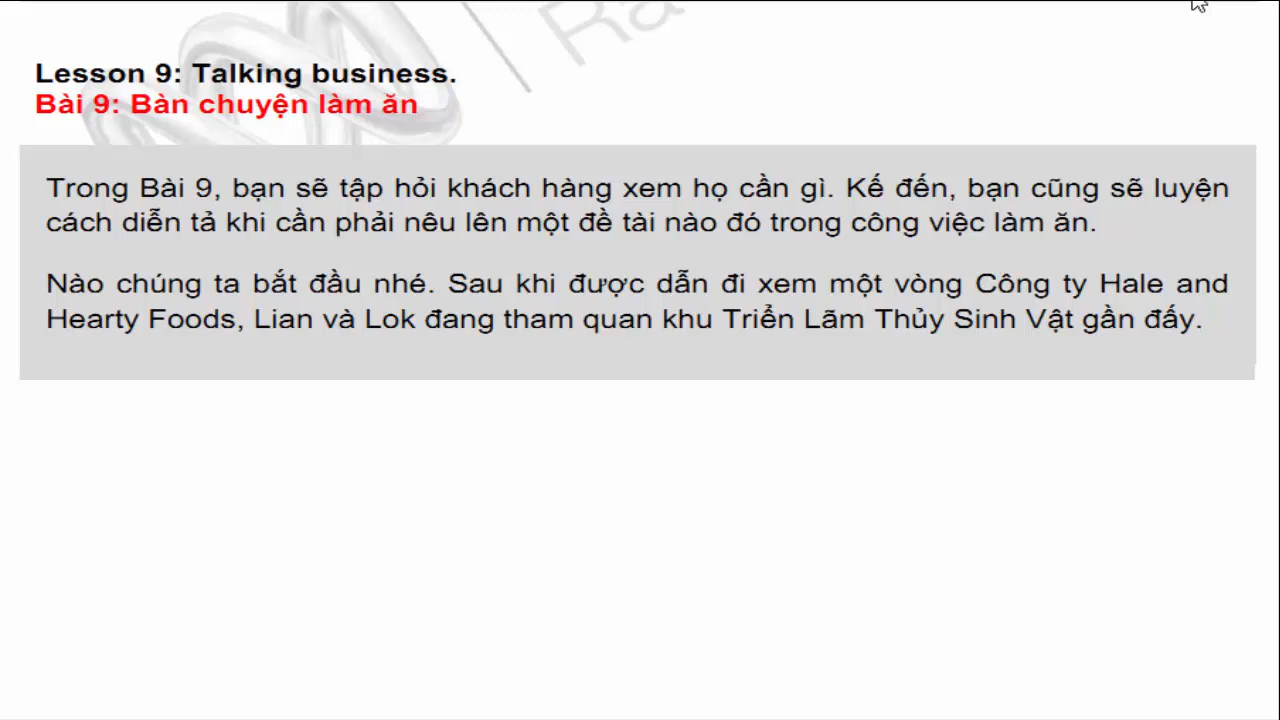 Lesson 9: Talking business.
Bài 9: Bàn chuyện làm ăn
Trong Bài 9, bạn sẽ tập hỏi khách hàng xem họ cần gì. Kế đến, bạn cũng sẽ luyện
cách diễn tả khi cần phải nêu lên một đề tài nào đó trong công việc làm ăn.
Nào chúng ta bắt đầu nhé. Sau khi được dẫn đi xem một vòng Công ty Hale and
Hearty Foods, Lian và Lok đang tham quan khu Triển Lãm Thủy Sinh Vật gần đấy.